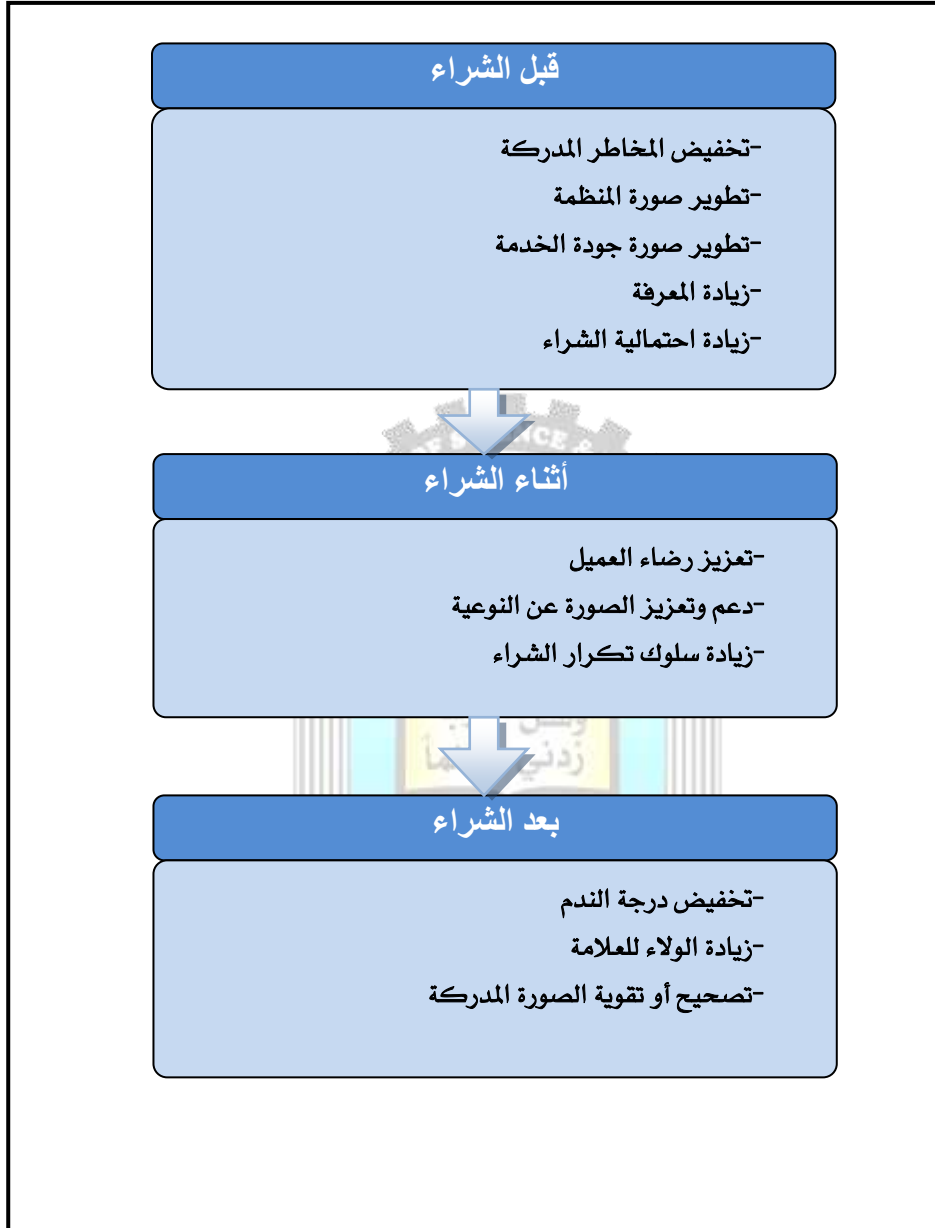 قبل الشراء
-تخفيض المخاطر المدركة
-تطوير صورة المنظمة
-تطوير صورة جودة الخدمة
-زيادة المعرفة
-زيادة احتمالية الشراء
أثناء الشراء
-تعزيز رضاء العميل
-دعم وتعزيز الصورة عن النوعية
-زيادة سلوك تكرار الشراء
زدني
بعد الشراء
-تخفيض درجة الندم
-زيادة الولاء للعلامة
-تصحيح أو تقوية الصورة المدركة